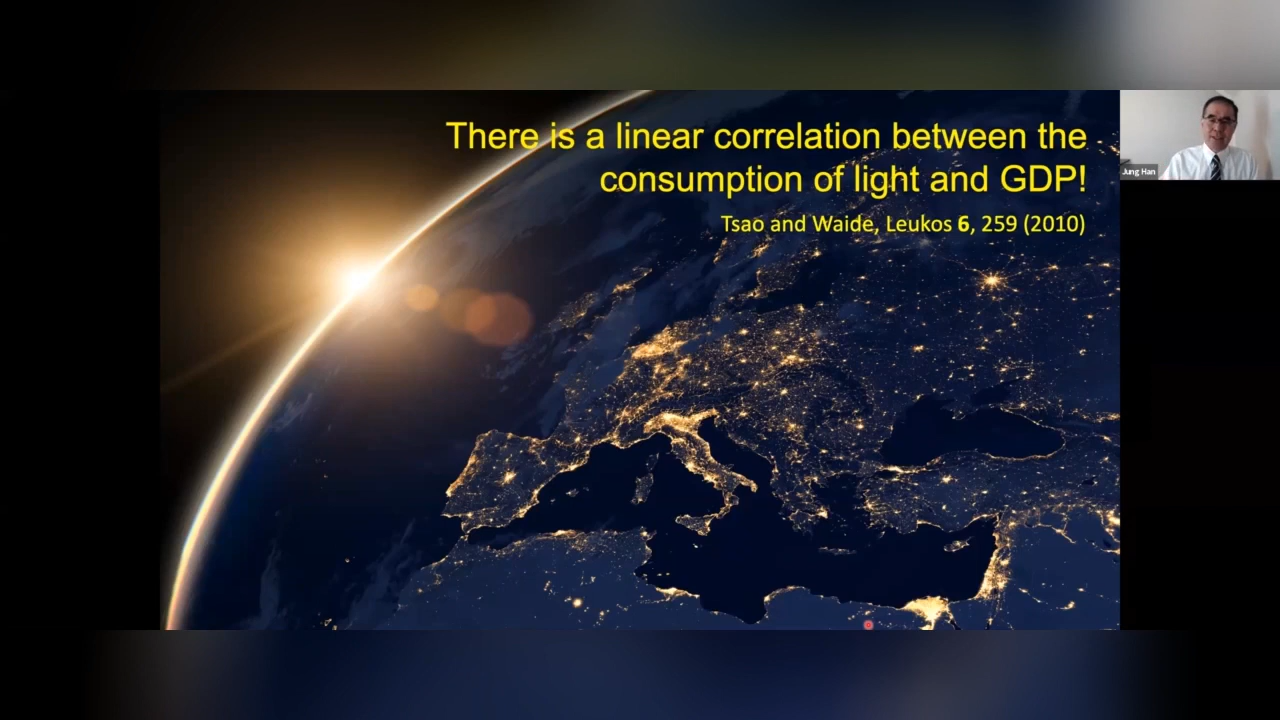 There is a linear correlation between the
consumption of light and GDP!
Tsao and Waide, Leukos 6, 259 (2010)
Jung Han